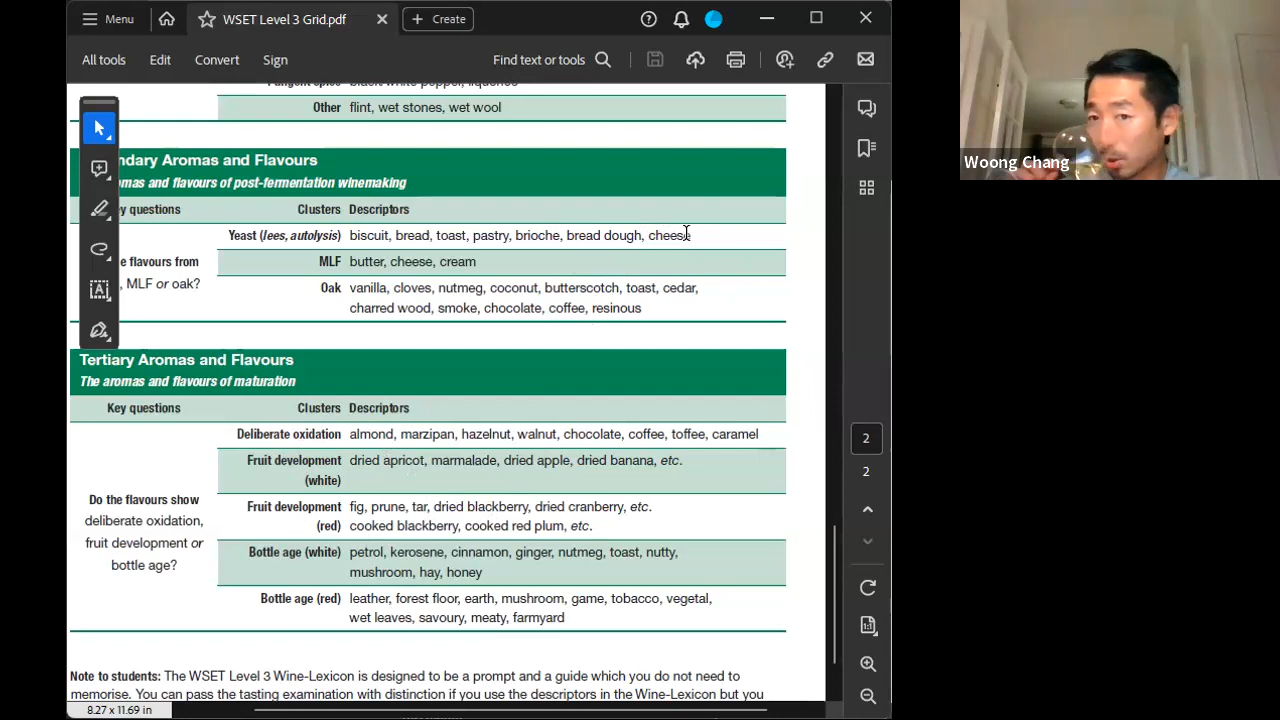 Menu
WSET Level 3 Grid.pdf
Create
All tools
Edit
Convert
Sign
Find text or tools
Other flint, wet stones, wet wool
ndary Aromas and Flavours
omas and flavours of post-fermentation winemaking
ey questions Clusters Descriptors
Yeast (lees, autolysis) biscuit, bread, toast, pastry, brioche, bread dough, cheese
e flavours from
, MLF or oak?
MLF butter, cheese, cream
Oak vanilla, cloves, nutmeg, coconut, butterscotch, toast, cedar,
charred wood, smoke, chocolate, coffee, resinous
Tertiary Aromas and Flavours
The aromas and flavours of maturation
Key questions Clusters Descriptors
Do the flavours show
deliberate oxidation,
fruit development or
bottle age?
Deliberate oxidation almond, marzipan, hazelnut, walnut, chocolate, coffee, toffee, caramel
Fruit development dried apricot, marmalade, dried apple, dried banana, etc.
(white)
Fruit development fig, prune, tar, dried blackberry, dried cranberry, etc.
(red) cooked blackberry, cooked red plum, etc.
Bottle age (white) petrol, kerosene, cinnamon, ginger, nutmeg, toast, nutty,
mushroom, hay, honey
Bottle age (red) leather, forest floor, earth, mushroom, game, tobacco, vegetal,
wet leaves, savoury, meaty, farmyard
Note to students: The WSET Level 3 Wine-Lexicon is designed to be a prompt and a guide which you do not need to
memorise. You can pass the tasting examination with distinction if you use the descriptors in the Wine-Lexicon but you
8.27 x 11.69 in
2
2
1:1
Woong Chang